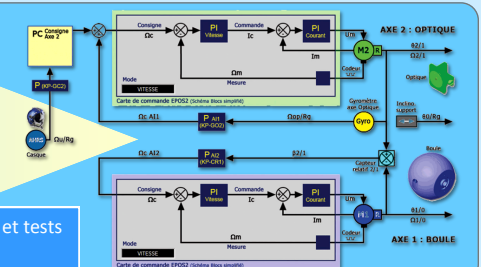 PC Consigne
Axe 2
P (KP-GC2)
AHRS
Casque
Ωu/Rg
Consigne
Ωc
PI
Vitesse
Commande
Ic
PI
Courant
Um
Im
M2
R
Codeur
Ωm
Mesure
Mode
VITESSE
Carte de commande EPOS2 (Schéma Blocs simplifié)
AXE 2 : OPTIQUE
θ2/1
Ω2/1
Optique
Gyromètre
axe Optique
Gyro
Inclino
support
θ0/Rg
Ωc AI1
P AI1
(KP-GO2)
Ωop/Rg
Ωc AI2
P AI2
(KP-CR1)
θ2/1
Capteur
relatif 2/1
Boule
Consigne
Ωc
PI
Vitesse
Commande
Ic
PI
Courant
Um
Im
M1
R
Codeur
Ωm
Mesure
Mode
VITESSE
Carte de commande EPOS2 (Schéma Blocs simplifié)
θ1/0
Ω1/0
AXE 1 : BOULE
et tests